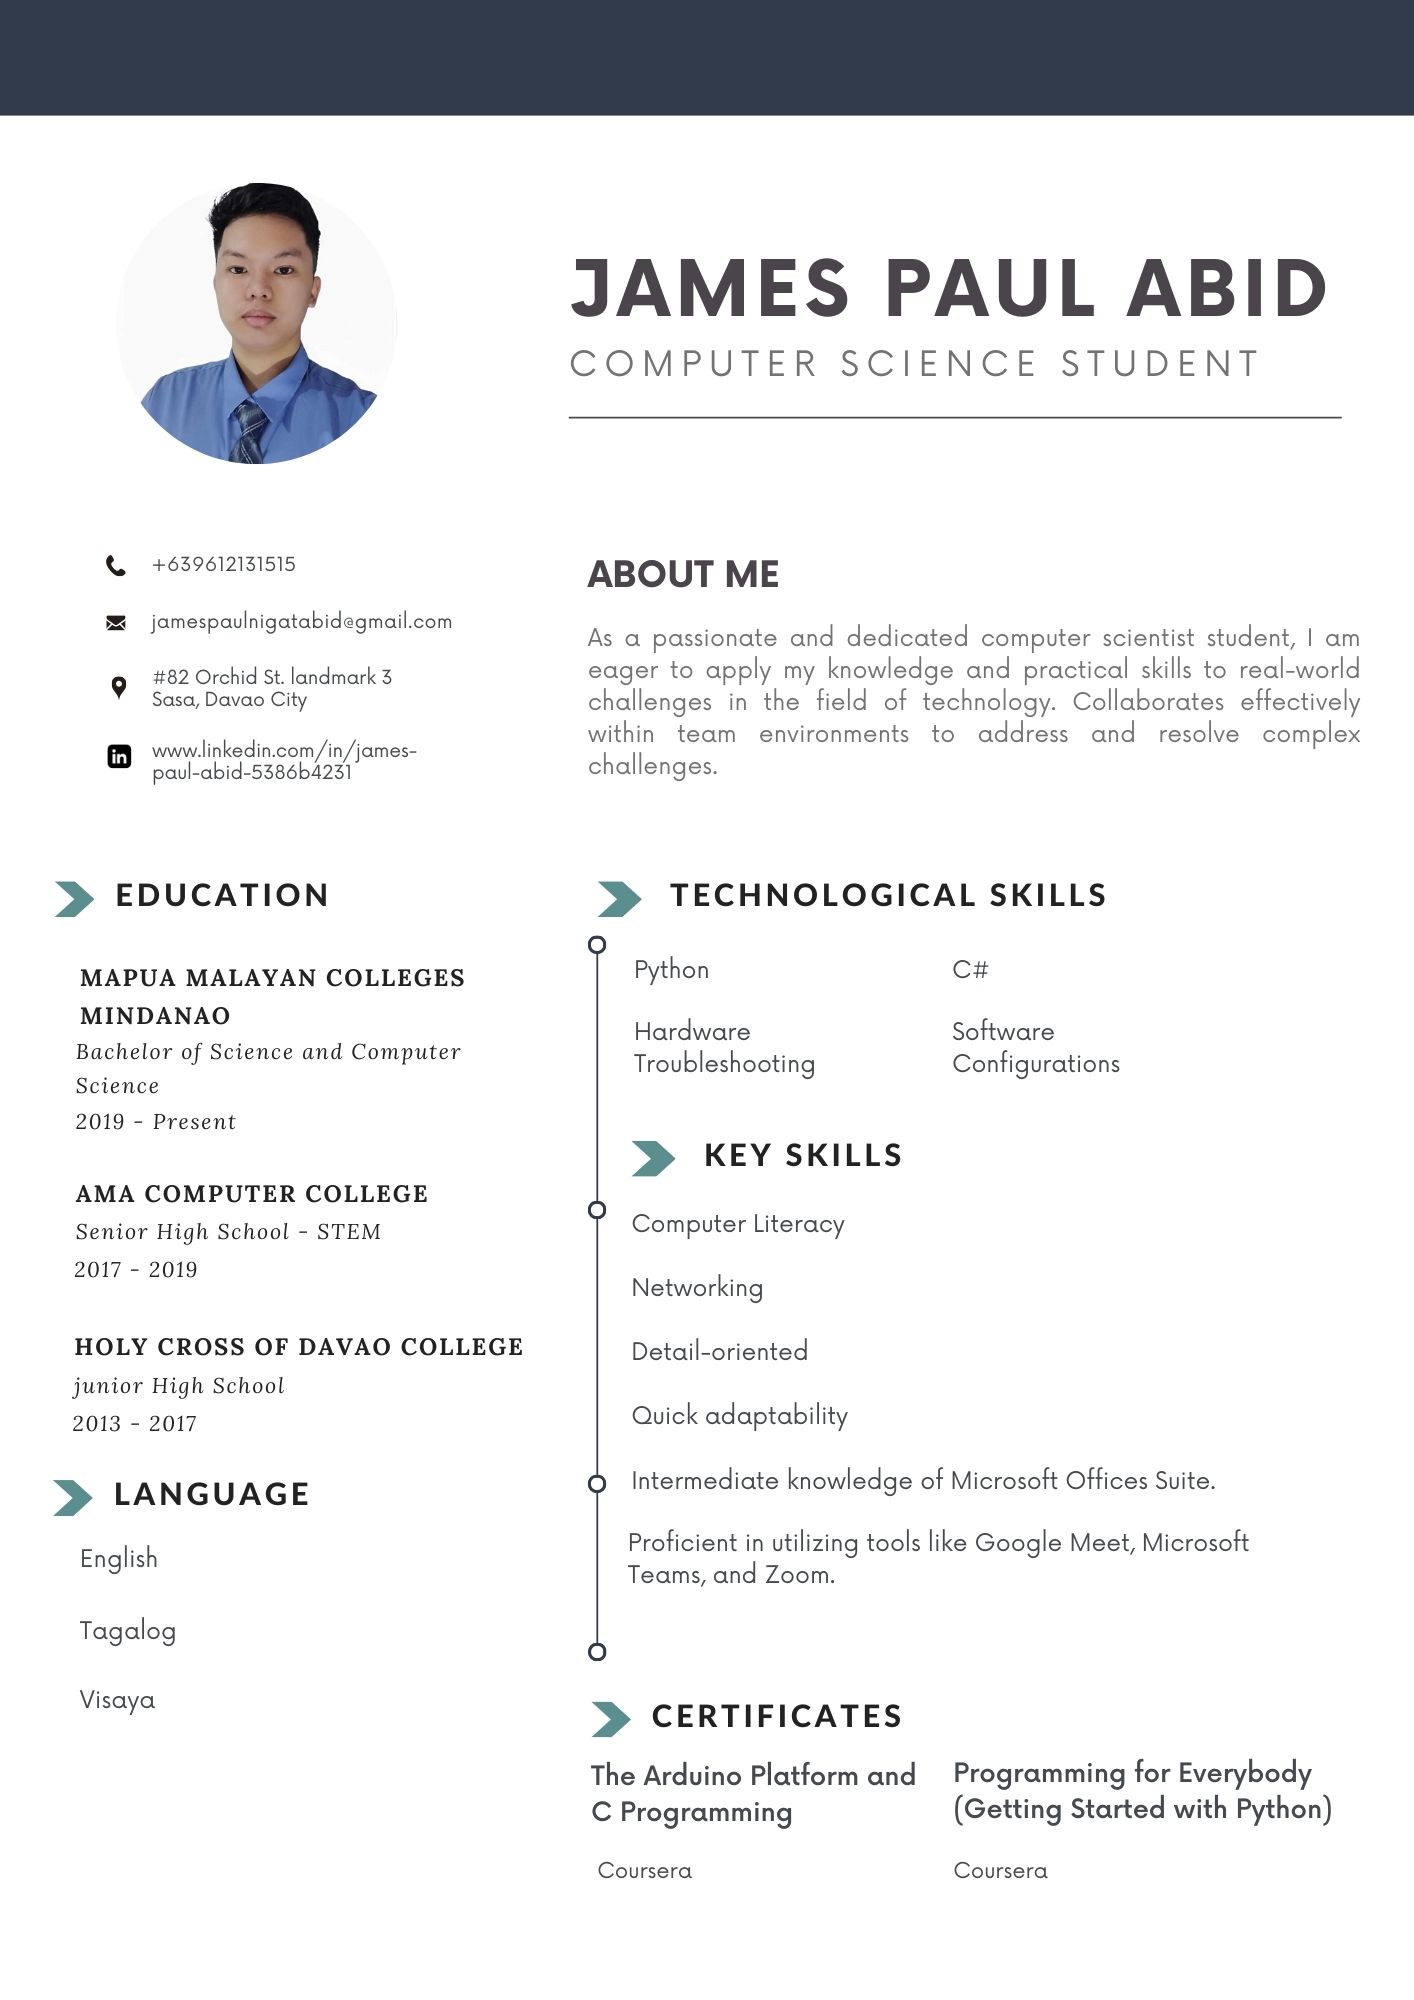 JAMES PAUL ABID
COMPUTER SCIENCE STUDENT
+639612131515
jamespaulnigatabid@gmail.com
#82 Orchid St. landmark 3
Sasa, Davao City
www.linkedin.com/in/james-
paul-abid-5386b4231
ABOUT ME
As a passionate and dedicated computer scientist student, I am
eager to apply my knowledge and practical skills to real-world
challenges in the field of technology. Collaborates effectively
within team environments to address and resolve complex
challenges.
EDUCATION
MAPUA MALAYAN COLLEGES
MINDANAO
Bachelor of Science and Computer
Science
2019 - Present
AMA COMPUTER COLLEGE
Senior High School - STEM
2017 - 2019
HOLY CROSS OF DAVAO COLLEGE
junior High School
2013 - 2017
LANGUAGE
English
Tagalog
Visaya
TECHNOLOGICAL SKILLS
Python
C#
Hardware
Troubleshooting
Software
Configurations
KEY SKILLS
Computer Literacy
Networking
Detail-oriented
Quick adaptability
Intermediate knowledge of Microsoft Offices Suite.
Proficient in utilizing tools like Google Meet, Microsoft
Teams, and Zoom.
CERTIFICATES
The Arduino Platform and
C Programming
Coursera
Programming for Everybody
(Getting Started with Python)
Coursera